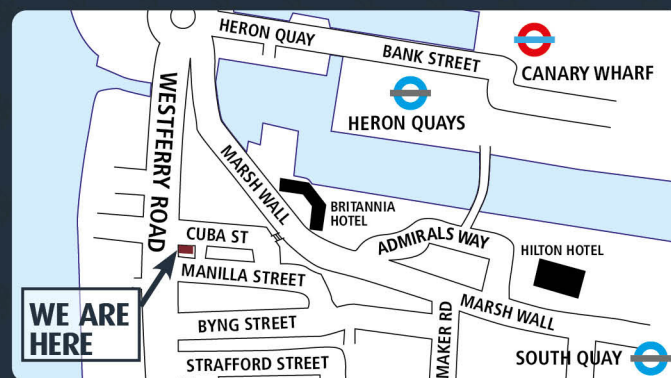 HERON QUAY
BANK STREET
CANARY WHARF
HERON QUAYS
WESTFERRY ROAD
MARSH WALL
BRITANNIA
HOTEL
CUBA ST
ADMIRALS WAY
HILTON HOTEL
MANILLA STREET
WE ARE
HERE
MARSH WALL
BYNG STREET
MAKER RD
SOUTH QUAY
STRAFFORD STREET